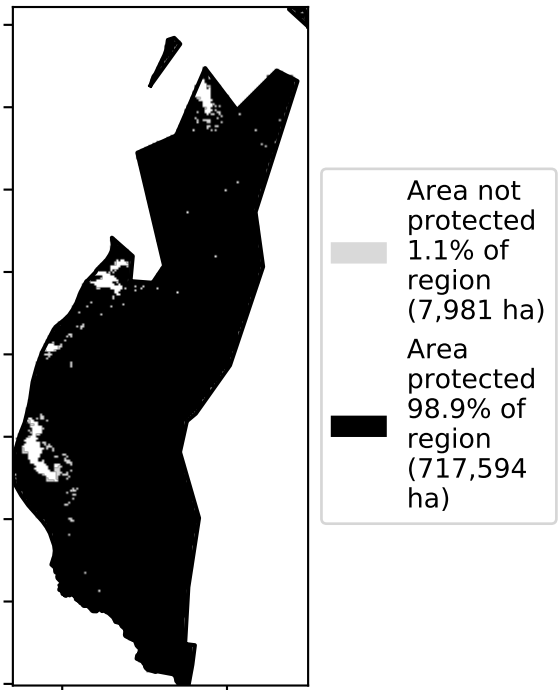 Area not
protected
1.1% of
region
(7,981 ha)
Area
protected
98.9% of
region
(717,594
ha)